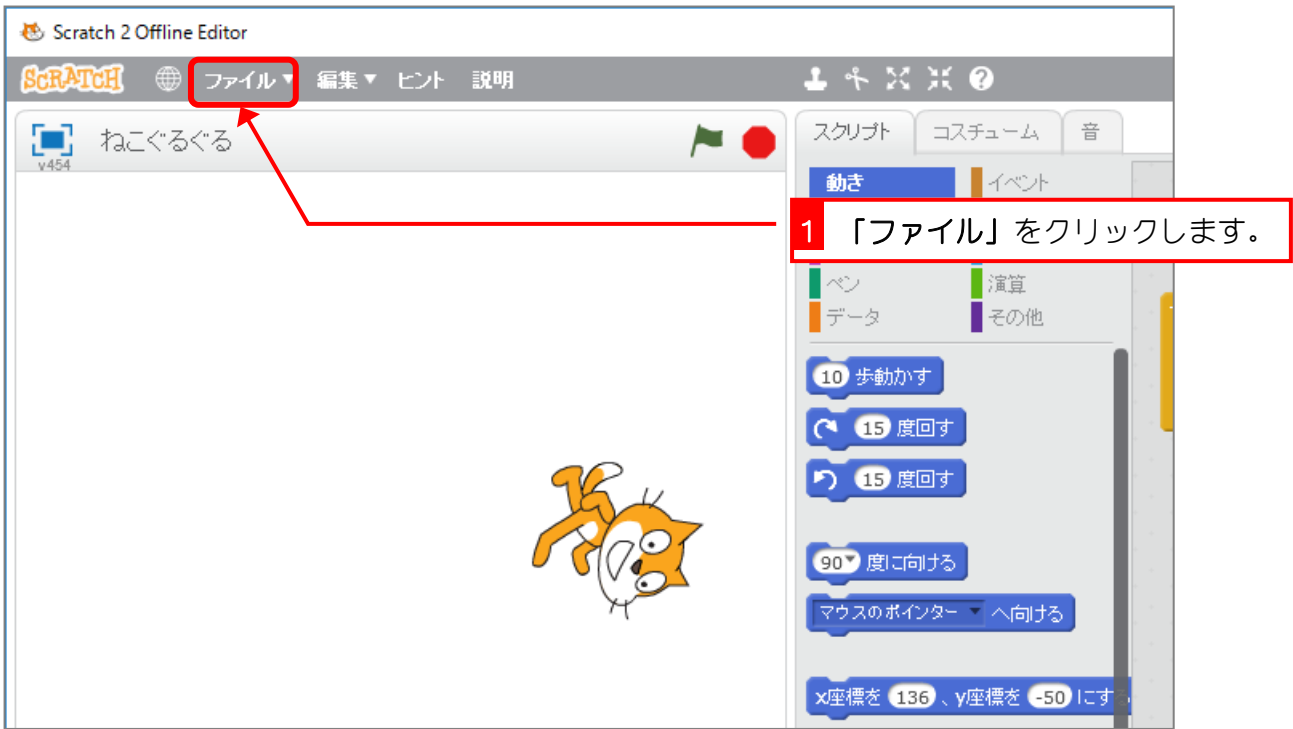 Scratch 2 Offline Editor
SCRATCH ファイル▼ 編集▼ ヒント 説明
ねこぐるぐる
v454
スクリプト コスチューム 音
動き イベント
1 「ファイル」をクリックします。
ペン 演算
データ その他
10 歩動かす
15 度回す
15 度回す
90▼ 度に向ける
マウスのポインター ▼ へ向ける
x座標を 136 、y座標を -50 にする